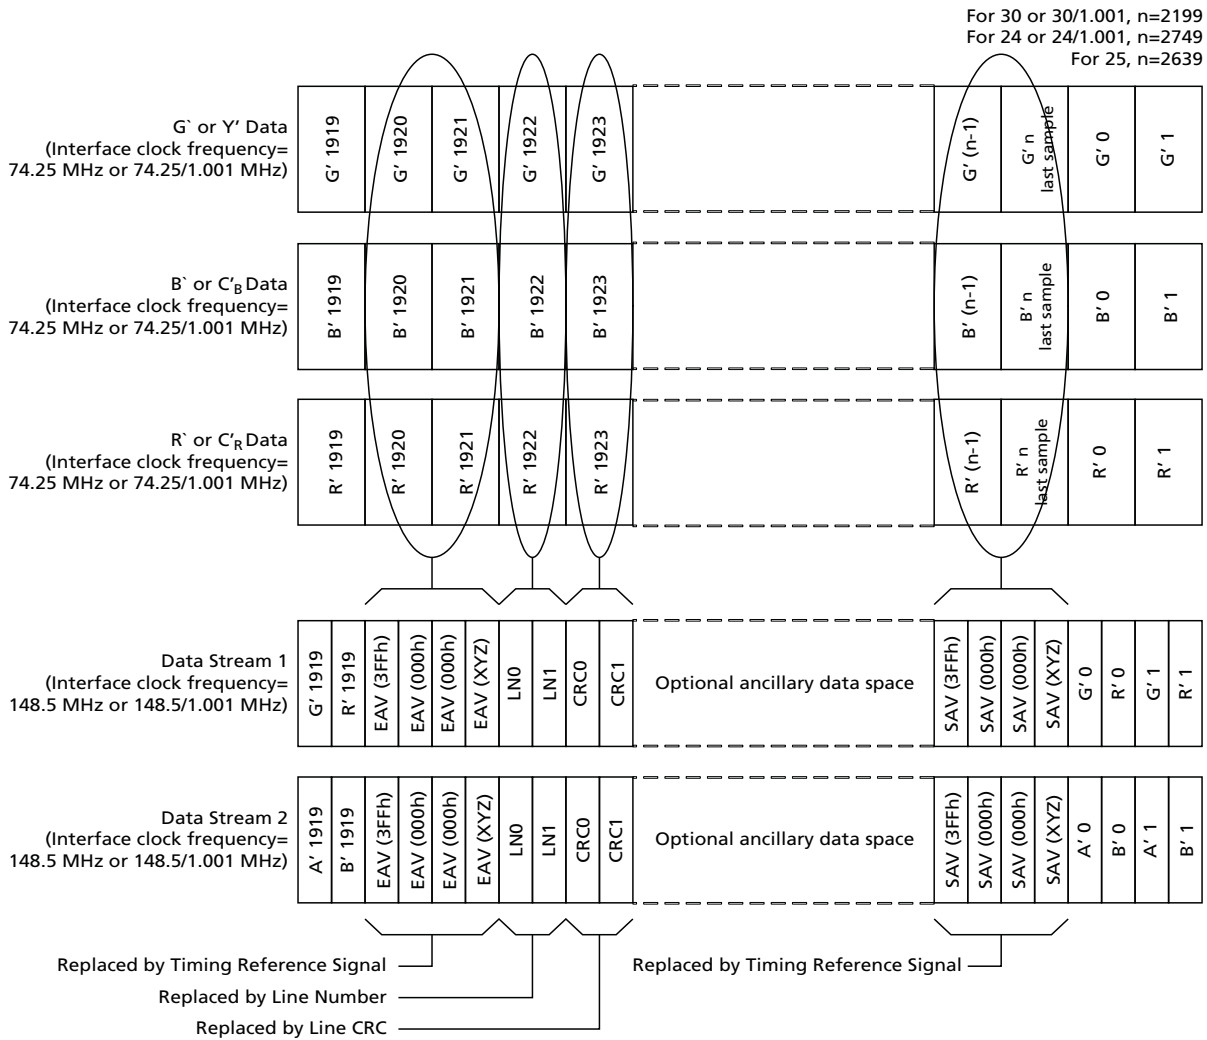 For 30 or 30/1.001, n=2199
For 24 or 24/1.001, n=2749
For 25, n=2639
G` or Y' Data
(Interface clock frequency=
74.25 MHz or 74.25/1.001 MHz)
G' 1919
G' 1920
G' 1921
G' 1922
G' 1923
G' (n-1)
G' n
last sample
G' 0
G' 1
B` or C'B Data
(Interface clock frequency=
74.25 MHz or 74.25/1.001 MHz)
B' 1919
B' 1920
B' 1921
B' 1922
B' 1923
B' (n-1)
B' n
last sample
B' 0
B' 1
R` or C'R Data
(Interface clock frequency=
74.25 MHz or 74.25/1.001 MHz)
R' 1919
R' 1920
R' 1921
R' 1922
R' 1923
R' (n-1)
R' n
last sample
R' 0
R' 1
Data Stream 1
(Interface clock frequency=
148.5 MHz or 148.5/1.001 MHz)
G' 1919
R' 1919
EAV (3FFh)
EAV (000h)
EAV (000h)
EAV (XYZ)
LN0
LN1
CRC0
CRC1
Optional ancillary data space
SAV (3FFh)
SAV (000h)
SAV (000h)
SAV (XYZ)
G' 0
R' 0
G' 1
R' 1
Data Stream 2
(Interface clock frequency=
148.5 MHz or 148.5/1.001 MHz)
A' 1919
B' 1919
EAV (3FFh)
EAV (000h)
EAV (000h)
EAV (XYZ)
LN0
LN1
CRC0
CRC1
Optional ancillary data space
SAV (3FFh)
SAV (000h)
SAV (000h)
SAV (XYZ)
A' 0
B' 0
A' 1
B' 1
Replaced by Timing Reference Signal
Replaced by Timing Reference Signal
Replaced by Line Number
Replaced by Line CRC